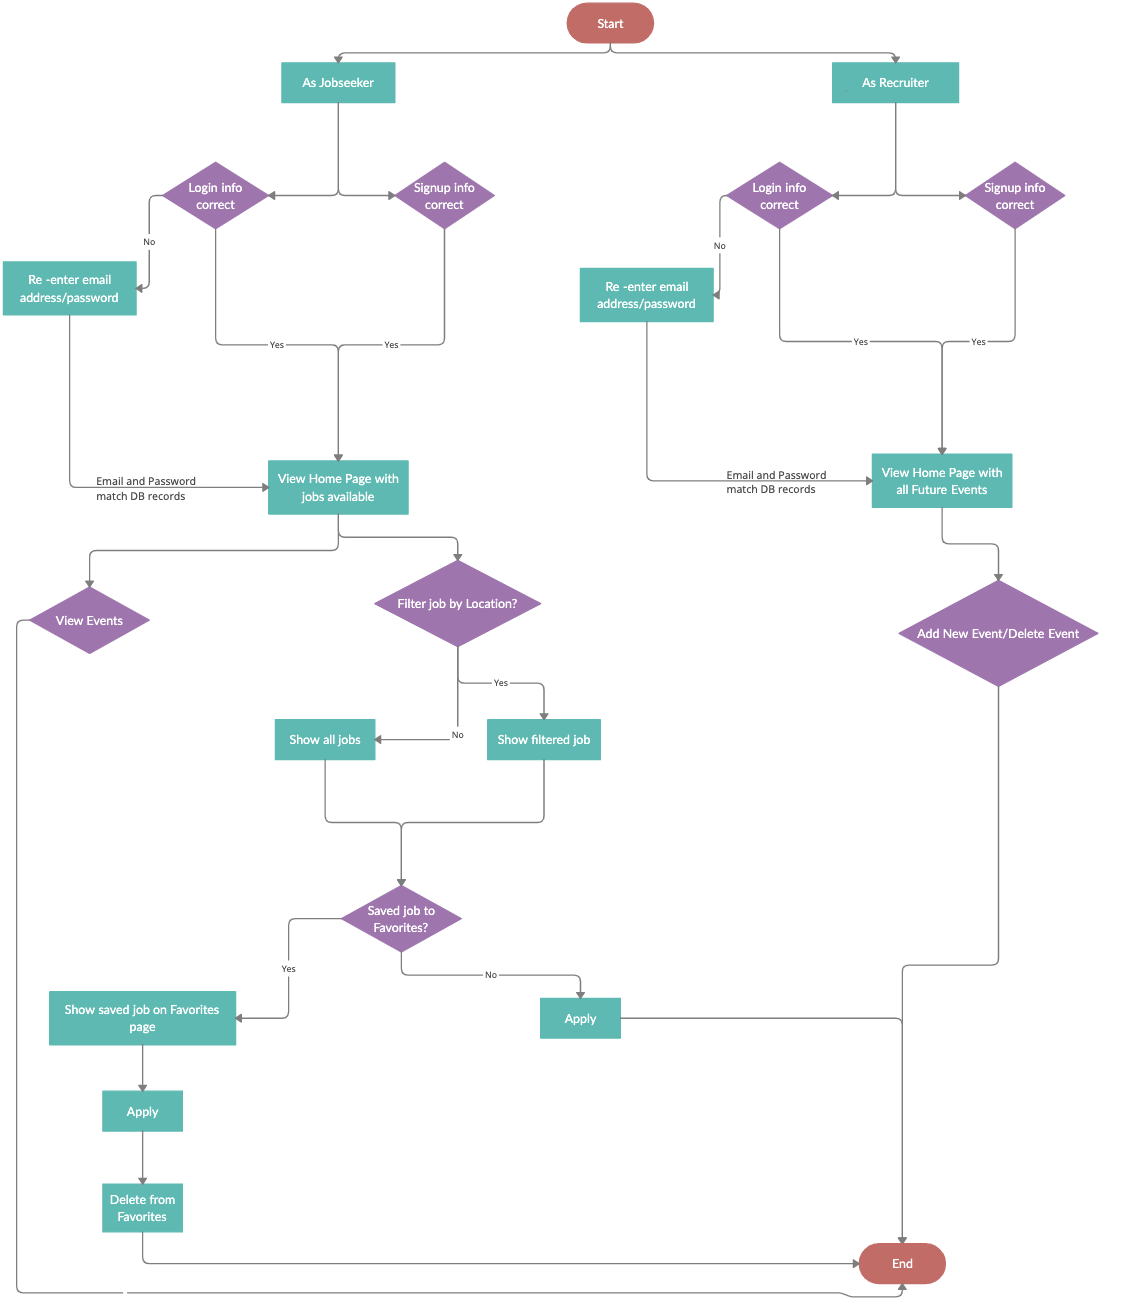 Start
As Jobseeker
As Recruiter
Login info
correct
Signup info
correct
Login info
correct
Signup info
correct
No
No
Re -enter email
address/password
Re -enter email
address/password
Yes
Yes
Yes
Yes
Email and Password
match DB records
View Home Page with
jobs available
Email and Password
match DB records
View Home Page with
all Future Events
View Events
Filter job by Location?
Add New Event/Delete Event
Yes
No
Show all jobs
Show filtered job
Saved job to
Favorites?
Yes
No
Show saved job on Favorites
page
Apply
Apply
Delete from
Favorites
End